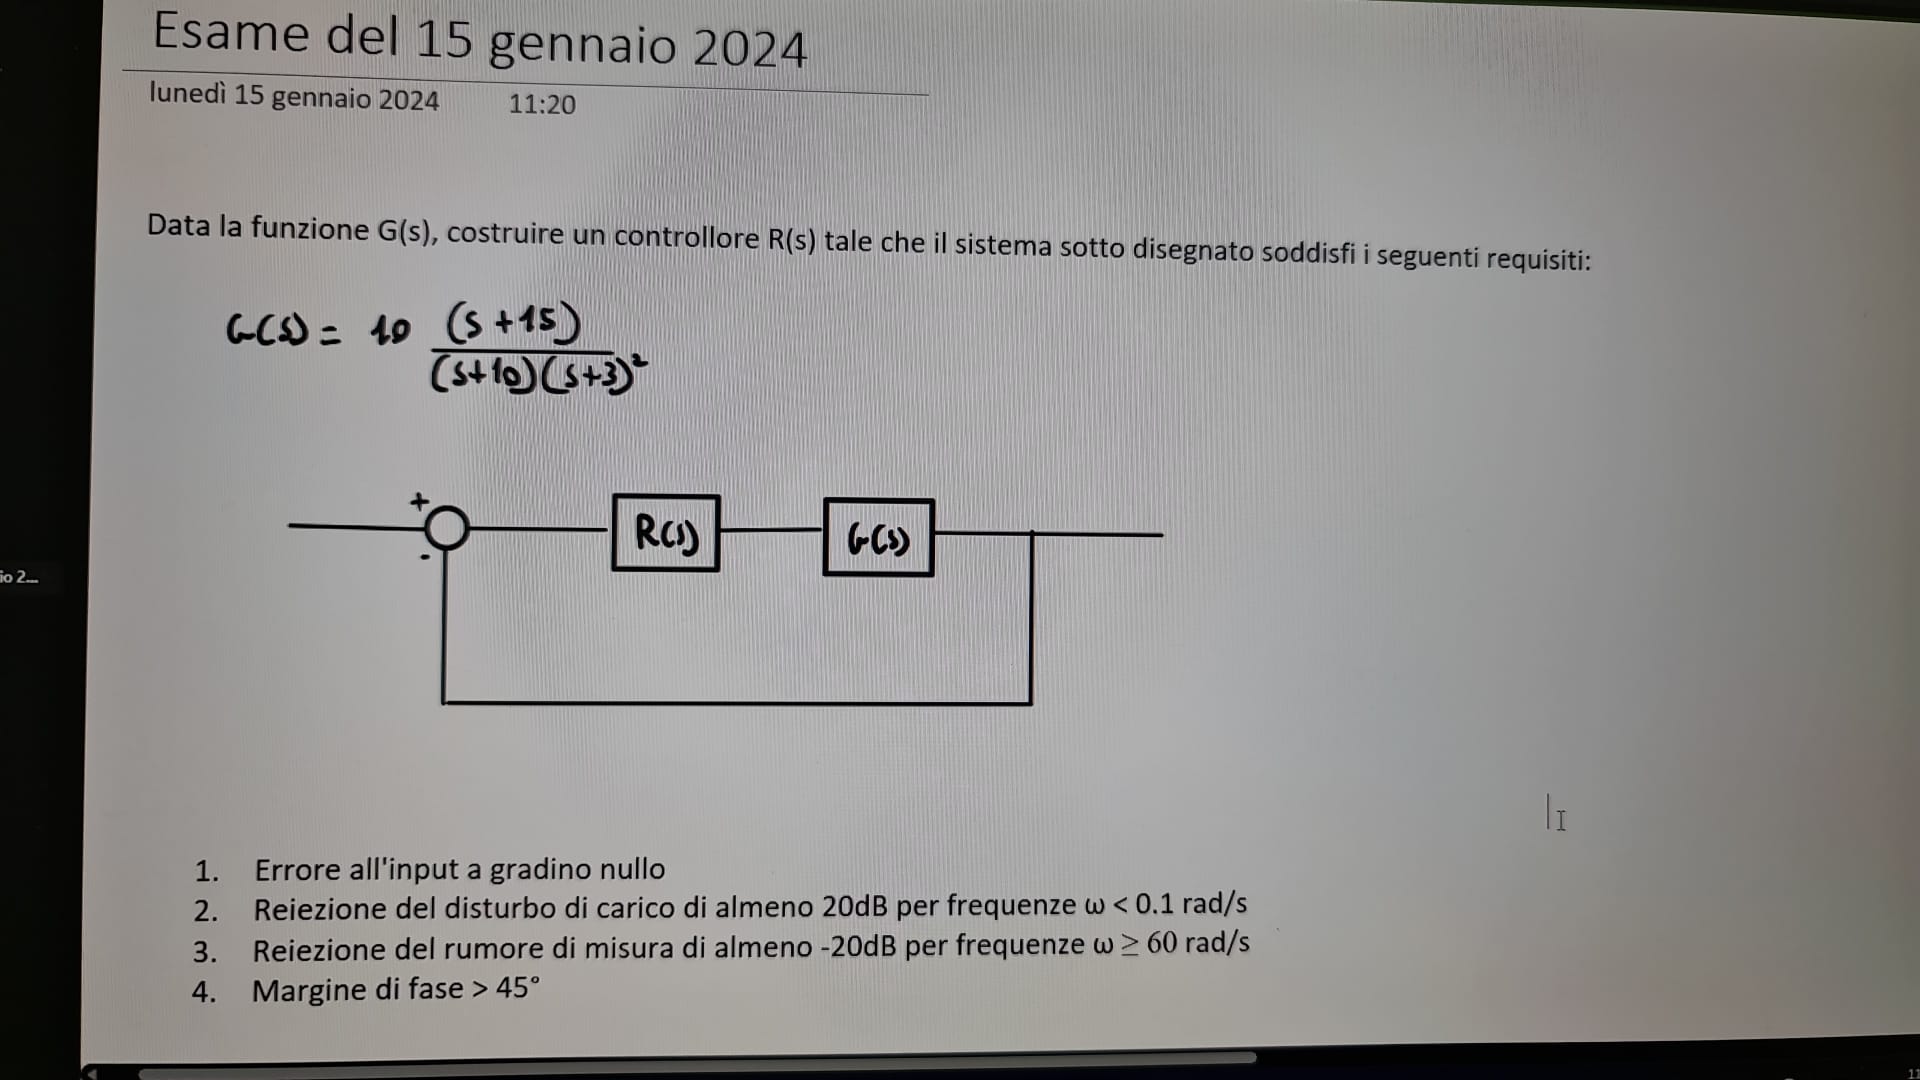 Esame del 15 gennaio 2024
lunedì 15 gennaio 2024 11:20
Data la funzione G(s), costruire un controllore R(s) tale che il sistema sotto disegnato soddisfi i seguenti requisiti:
G(s) = 10 (s+15)
(s+10)(s+3)²
+
R(s) G(s)
-
io 2...
1. Errore all'input a gradino nullo
2. Reiezione del disturbo di carico di almeno 20dB per frequenze ω < 0.1 rad/s
3. Reiezione del rumore di misura di almeno -20dB per frequenze ω ≥ 60 rad/s
4. Margine di fase > 45°
11